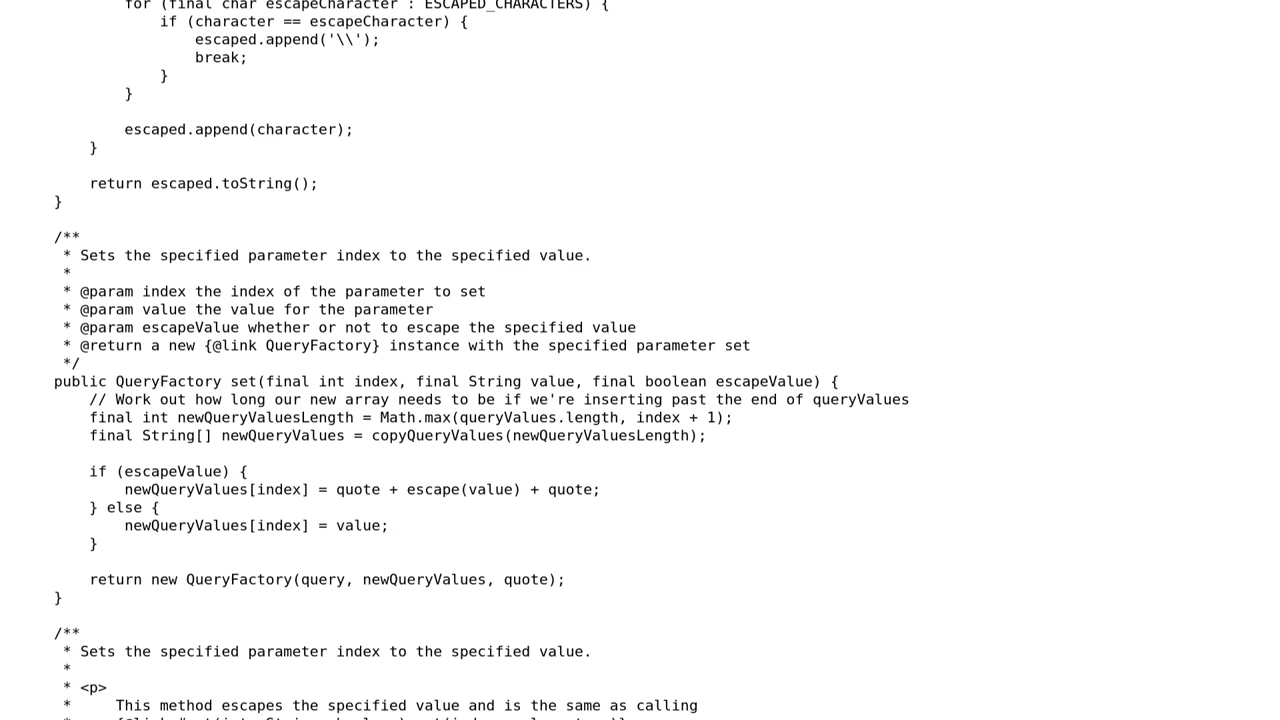 for (final char escapeCharacter : ESCAPED_CHARACTERS) {
if (character == escapeCharacter) {
escaped.append('\\');
break;
}
}
escaped.append(character);
}
return escaped.toString();
}
/**
* Sets the specified parameter index to the specified value.
*
* @param index the index of the parameter to set
* @param value the value for the parameter
* @param escapeValue whether or not to escape the specified value
* @return a new {@link QueryFactory} instance with the specified parameter set
*/
public QueryFactory set(final int index, final String value, final boolean escapeValue) {
// Work out how long our new array needs to be if we're inserting past the end of queryValues
final int newQueryValuesLength = Math.max(queryValues.length, index + 1);
final String[] newQueryValues = copyQueryValues(newQueryValuesLength);
if (escapeValue) {
newQueryValues[index] = quote + escape(value) + quote;
} else {
newQueryValues[index] = value;
}
return new QueryFactory(query, newQueryValues, quote);
}
/**
* Sets the specified parameter index to the specified value.
*
* <p>
* This method escapes the specified value and is the same as calling